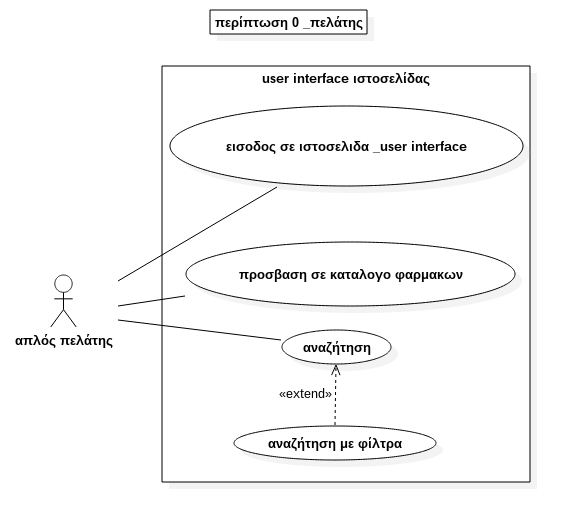 περίπτωση 0 _πελάτης
user interface ιστοσελίδας
εισοδος σε ιστοσελιδα _user interface
προσβαση σε καταλογο φαρμακων
απλός πελάτης
αναζήτηση
«extend»
αναζήτηση με φίλτρα